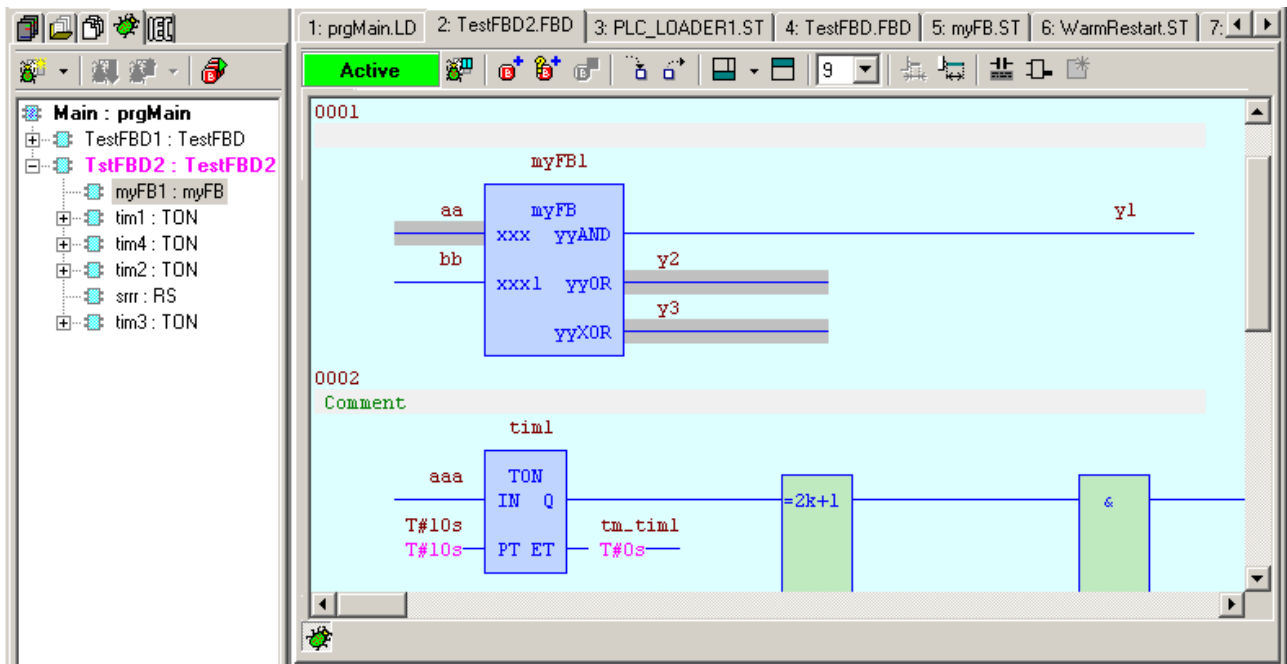 IEC
1: prgMain.LD
2: TestFBD2.FBD
3: PLC_LOADER1.ST
4: TestFBD.FBD
5: myFB.ST
6: WarmRestart.ST
7:
Active
9
Main : prgMain
TestFBD1 : TestFBD
TstFBD2 : TestFBD2
myFB1 : myFB
tim1 : TON
tim4 : TON
tim2 : TON
srrr : RS
tim3 : TON
0001
myFB1
aa
myFB
y1
xxx yyAND
bb
y2
xxx1 yyOR
y3
yyXOR
0002
Comment
tim1
aaa
TON
IN Q
=2k+1
&
T#10s
tm_tim1
T#10s
PT ET
T#0s